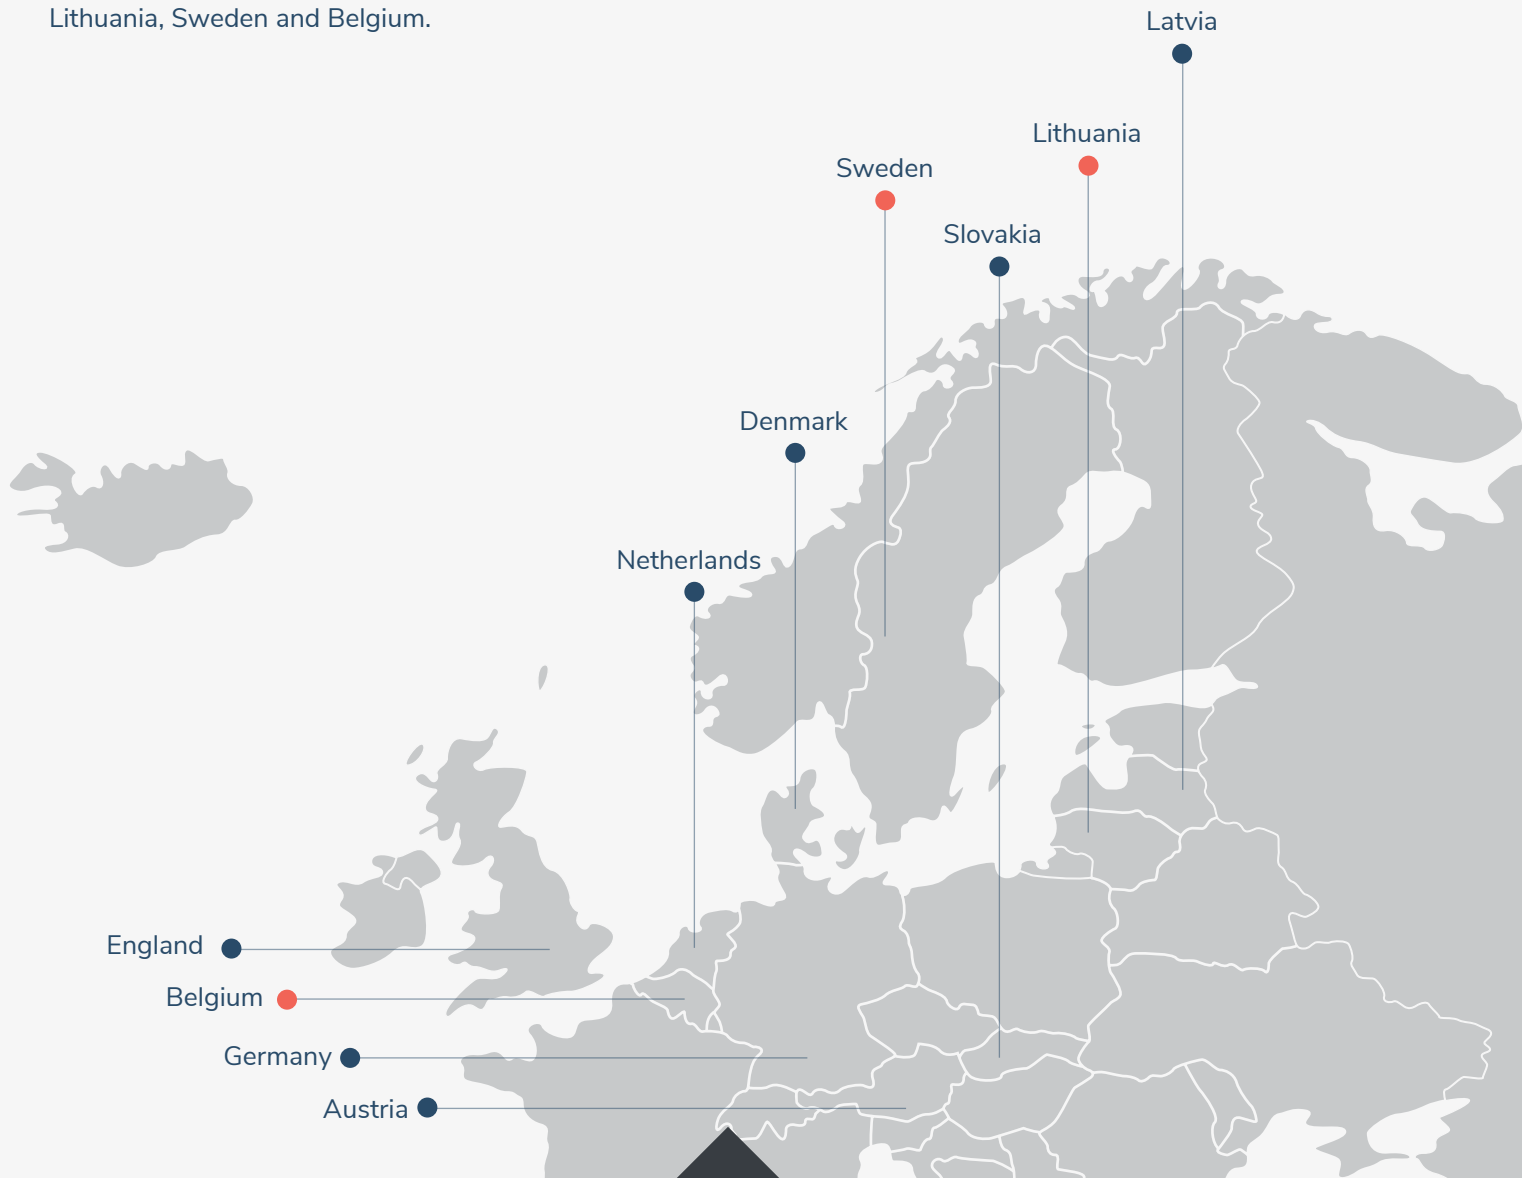 Lithuania, Sweden and Belgium.
Latvia
Lithuania
Sweden
Slovakia
Denmark
Netherlands
England
Belgium
Germany
Austria